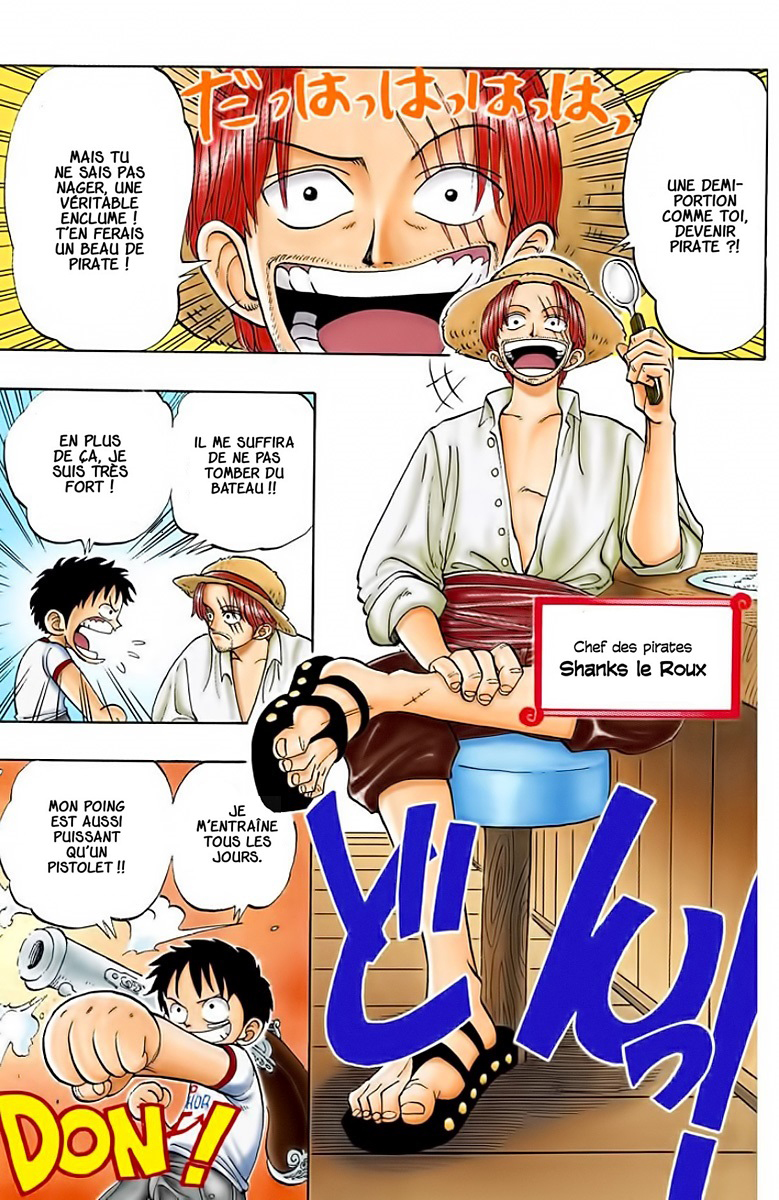 だっはっはっはっはっ
UNE DEMI-
PORTION
COMME TOI,
DEVENIR
PIRATE ?!
MAIS TU
NE SAIS PAS
NAGER, UNE
VÉRITABLE
ENCLUME !
T'EN FERAIS
UN BEAU DE
PIRATE !
Chef des pirates
Shanks le Roux
どんっ!
IL ME SUFFIRA
DE NE PAS
TOMBER DU
BATEAU !!
EN PLUS
DE ÇA, JE
SUIS TRÈS
FORT !
JE
M'ENTRAÎNE
TOUS LES
JOURS.
MON POING
EST AUSSI
PUISSANT
QU'UN
PISTOLET !!
DON !